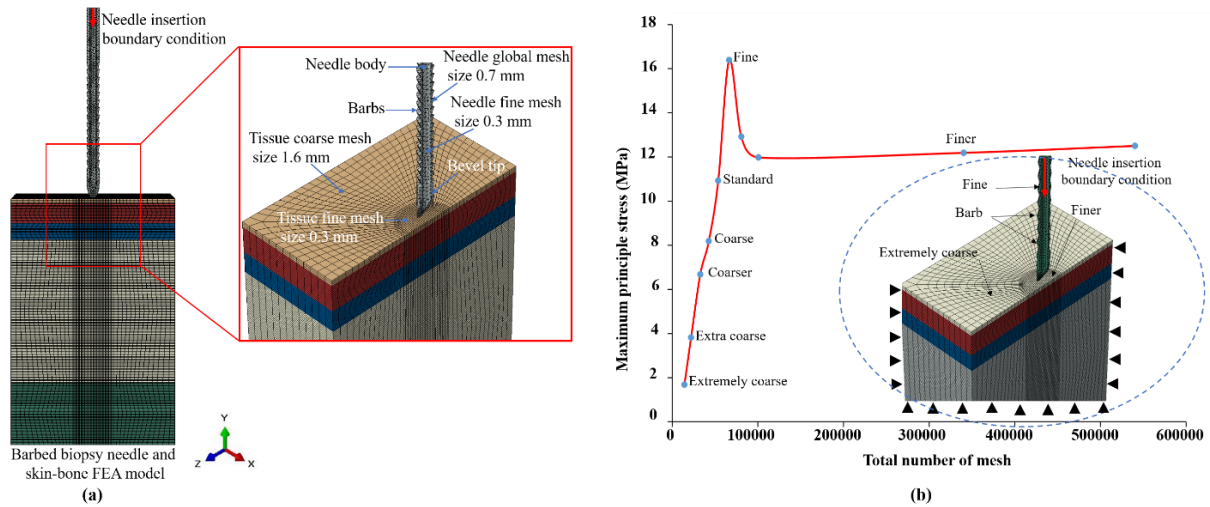 Needle insertion
boundary condition
Needle body
Needle global mesh
size 0.7 mm
Barbs
Needle fine mesh
size 0.3 mm
Tissue coarse mesh
size 1.6 mm
Bevel tip
Tissue fine mesh
size 0.3 mm
Y
Z
X
Barbed biopsy needle and
skin-bone FEA model
(a)
Maximum principle stress (MPa)
18
16
14
12
10
8
6
4
2
0
Fine
Standard
Coarse
Coarser
Extra coarse
Extremely coarse
Finer
Needle insertion
boundary condition
Fine
Barb
Finer
Extremely coarse
0
100000
200000
300000
400000
500000
600000
Total number of mesh
(b)